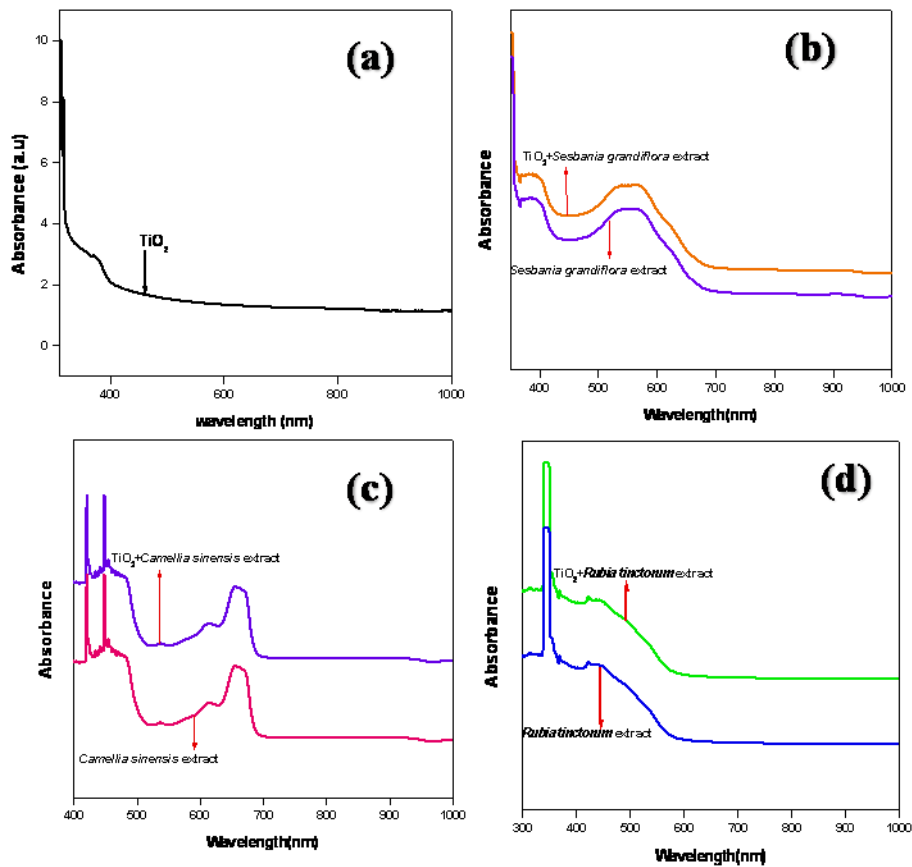 (a)
10
8
6
4
2
0
Absorbance (a.u)
TiO2
400 600 800 1000
wavelength (nm)
(b)
Absorbance
TiO2+Sesbania grandiflora extract
Sesbania grandiflora extract
400 500 600 700 800 900 1000
Wavelength(nm)
(c)
Absorbance
TiO2+Camellia sinensis extract
Camellia sinensis extract
400 500 600 700 800 900 1000
Wavelength(nm)
(d)
Absorbance
TiO2+Rubia tinctorum extract
Rubia tinctorum extract
300 400 500 600 700 800 900 1000
Wavelength(nm)